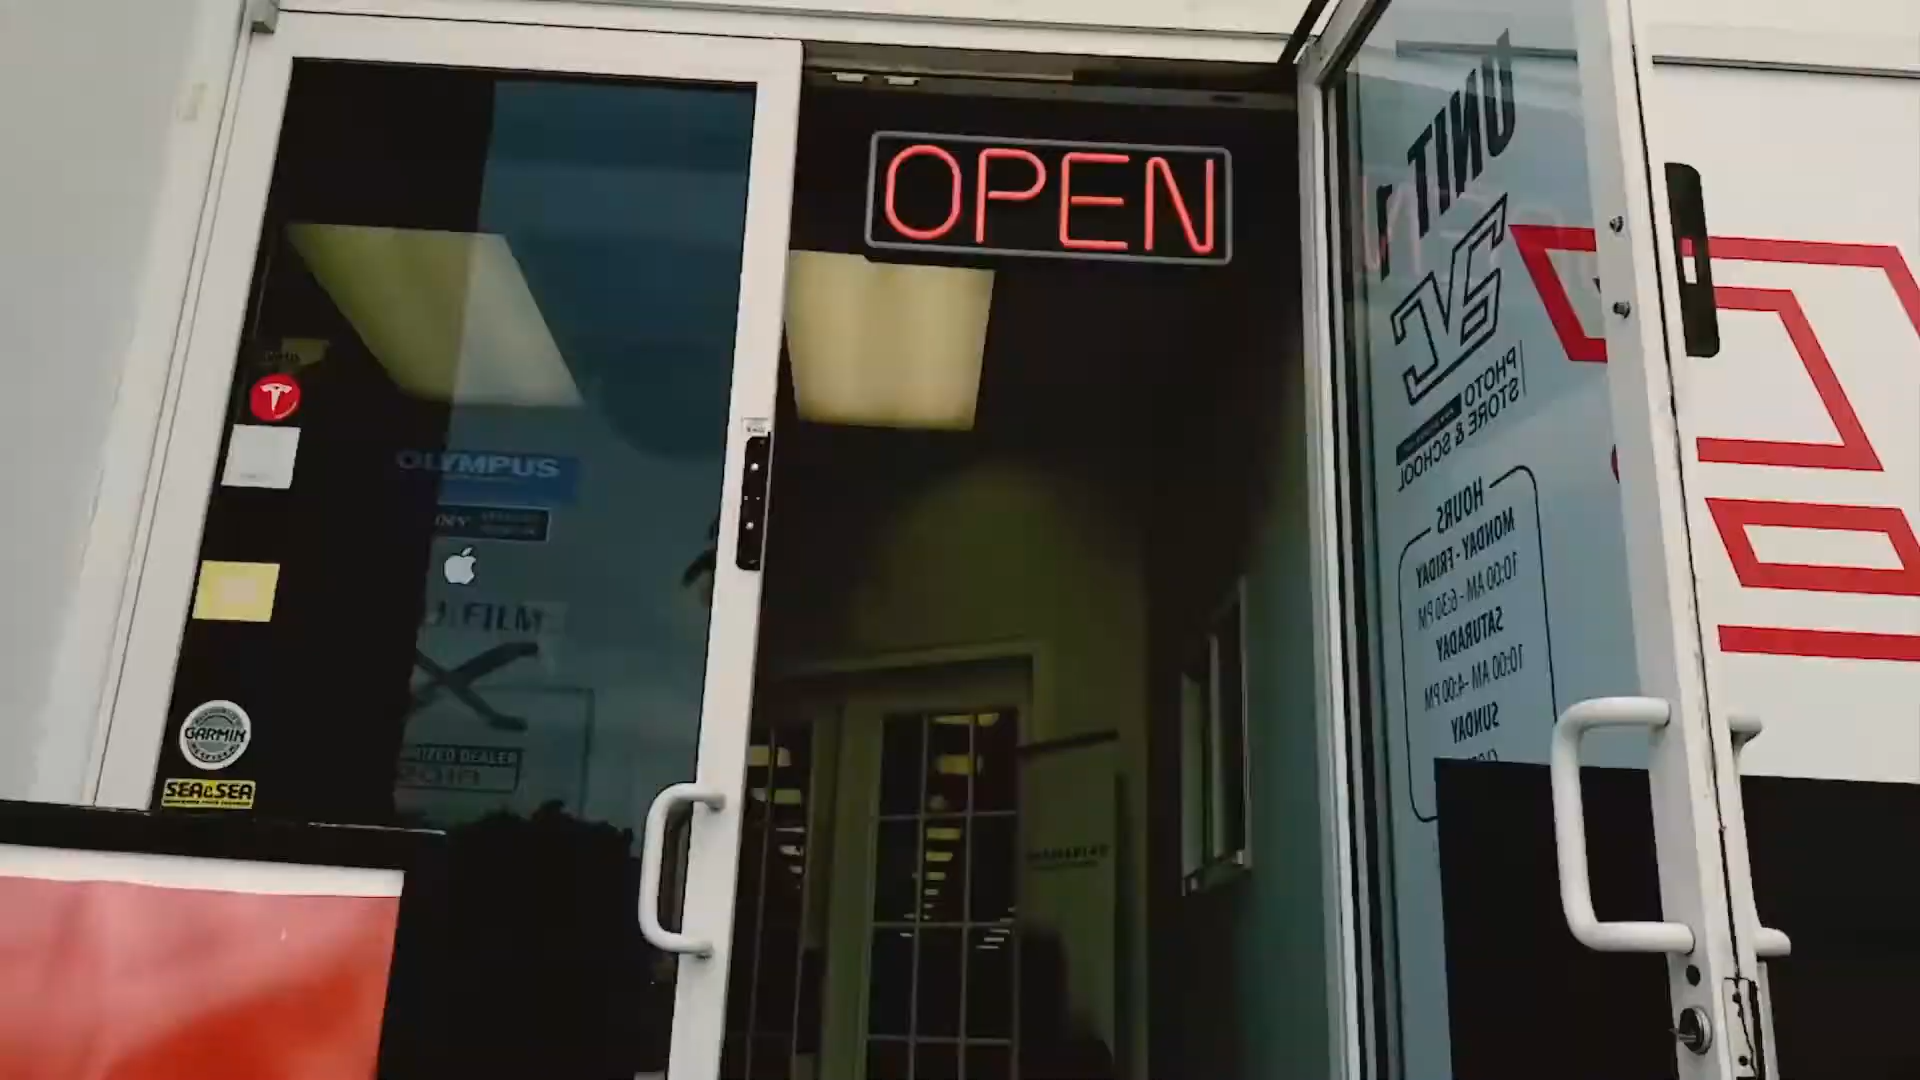 OPEN
UNIT 1
PHOTO
STORE & SCHOOL
HOURS
MONDAY - FRIDAY
10:00 AM - 6:30 PM
SATURADAY
10:00 AM - 4:00 PM
SUNDAY
OLYMPUS
GARMIN
SEA&SEA
DEALER